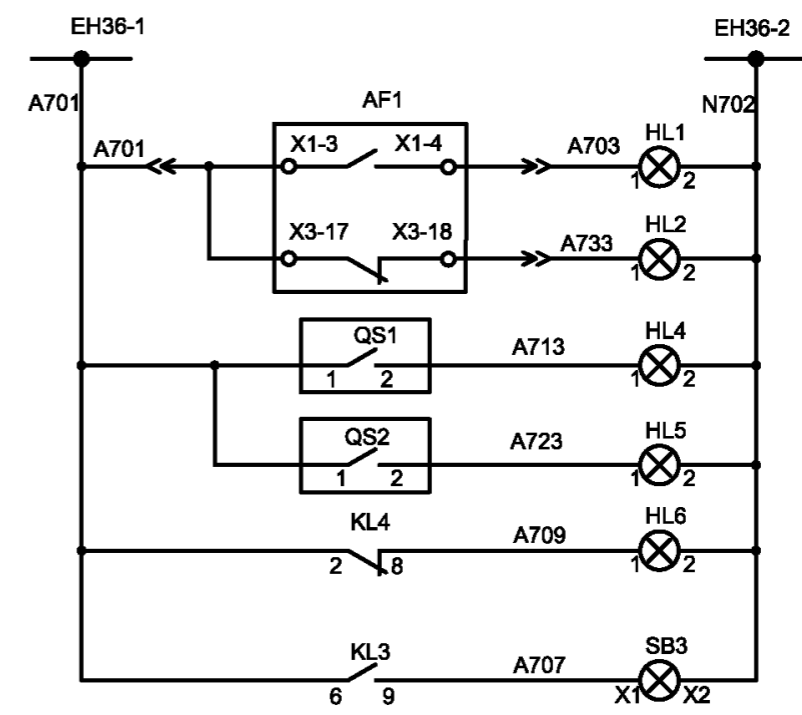 EH36-1
EH36-2
A701
N702
AF1
A701
X1-3
X1-4
A703
HL1
1
2
X3-17
X3-18
A733
HL2
1
2
QS1
1
2
A713
HL4
1
2
QS2
1
2
A723
HL5
1
2
KL4
2
8
A709
HL6
1
2
KL3
6
9
A707
SB3
X1
X2